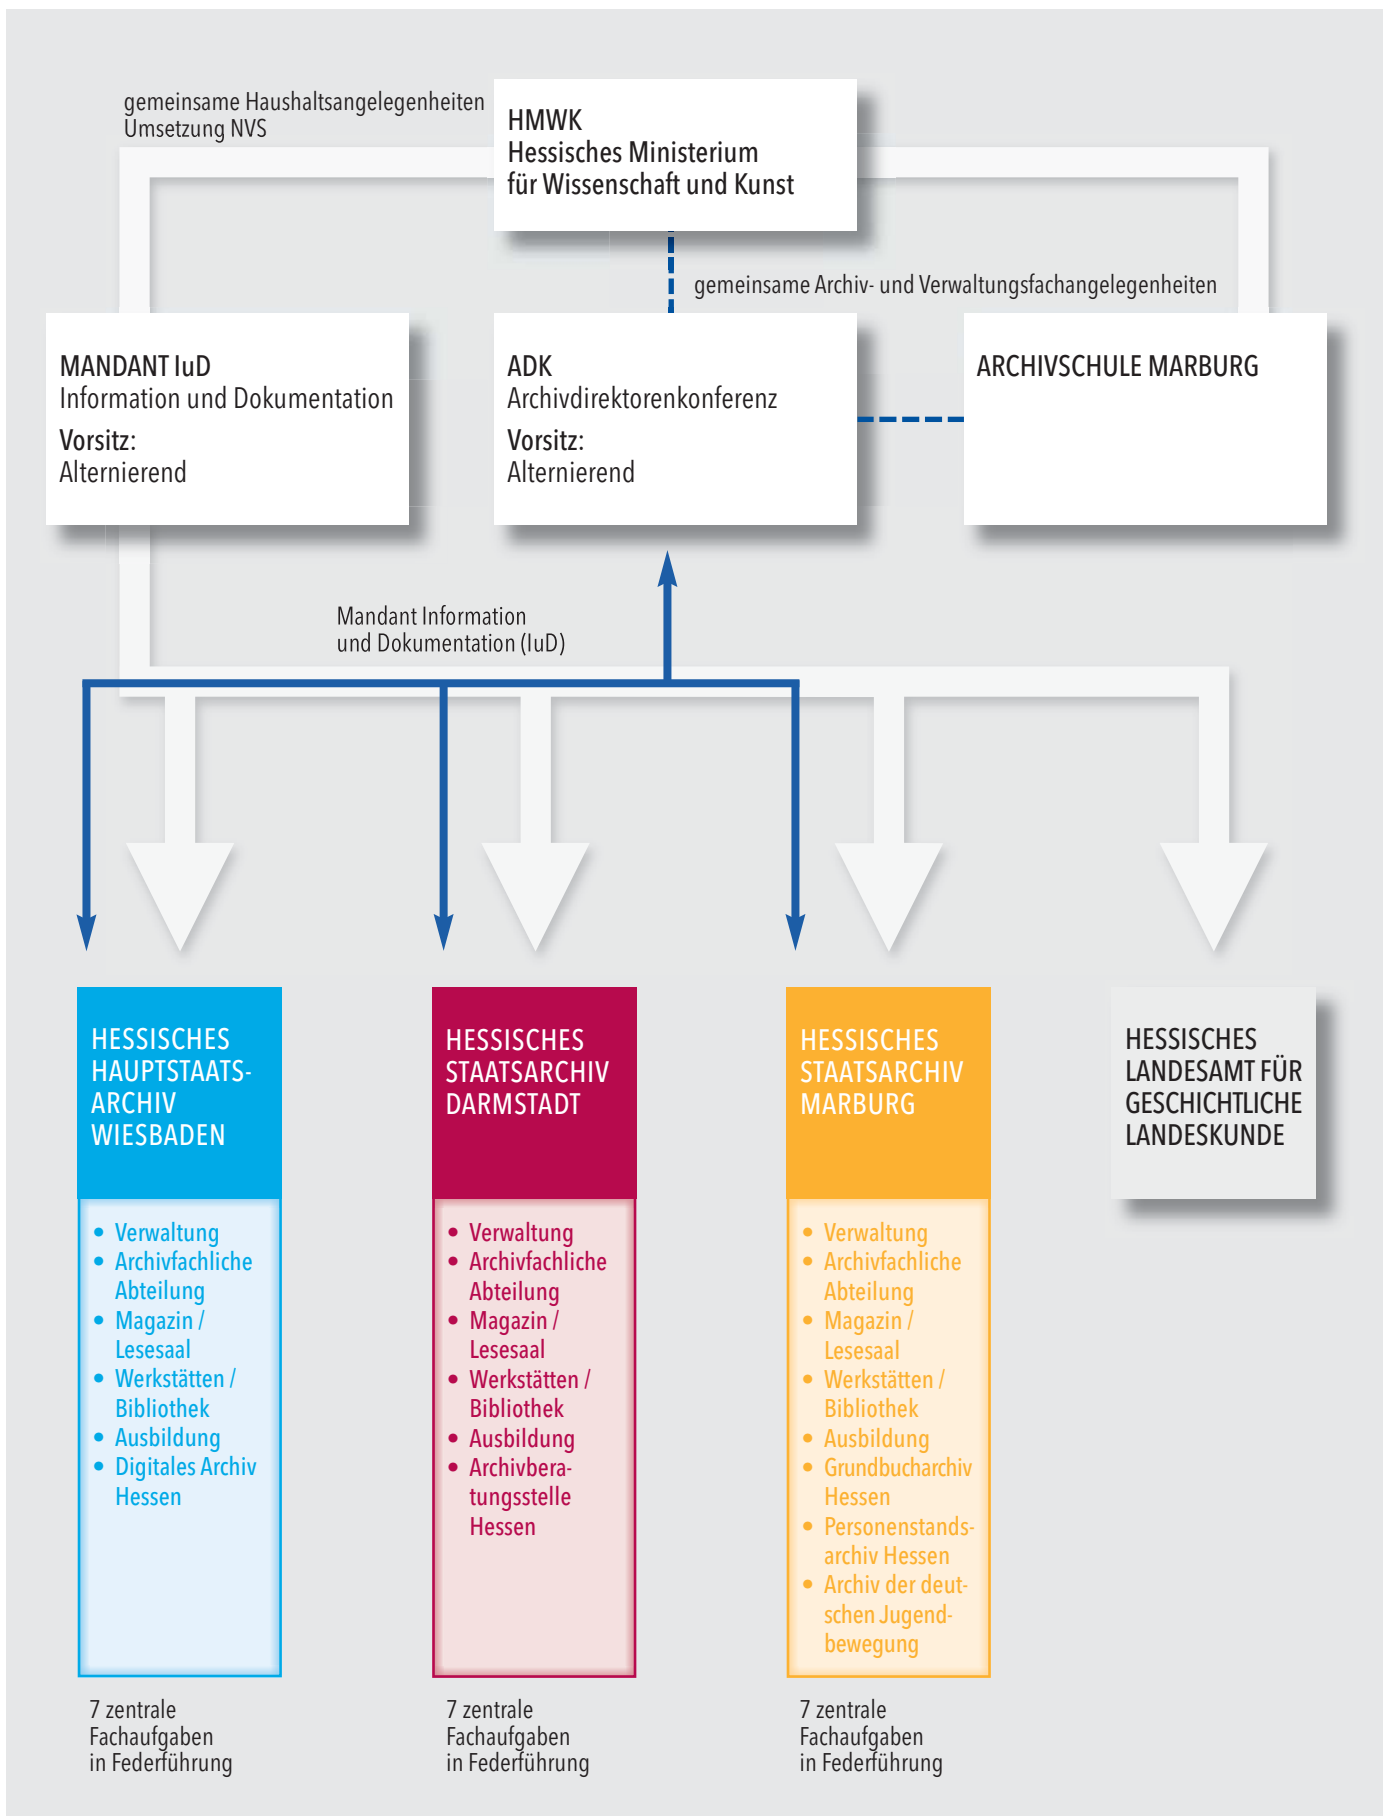 gemeinsame Haushaltsangelegenheiten
Umsetzung NVS
HMWK
Hessisches Ministerium
für Wissenschaft und Kunst
gemeinsame Archiv- und Verwaltungsfachangelegenheiten
MANDANT IuD
Information und Dokumentation
Vorsitz:
Alternierend
ADK
Archivdirektorenkonferenz
Vorsitz:
Alternierend
ARCHIVSCHULE MARBURG
Mandant Information
und Dokumentation (IuD)
HESSISCHES
HAUPTSTAATS-
ARCHIV
WIESBADEN
• Verwaltung
• Archivfachliche
Abteilung
• Magazin /
Lesesaal
• Werkstätten /
Bibliothek
• Ausbildung
• Digitales Archiv
Hessen
7 zentrale
Fachaufgaben
in Federführung
HESSISCHES
STAATSARCHIV
DARMSTADT
• Verwaltung
• Archivfachliche
Abteilung
• Magazin /
Lesesaal
• Werkstätten /
Bibliothek
• Ausbildung
• Archivbera-
tungsstelle
Hessen
7 zentrale
Fachaufgaben
in Federführung
HESSISCHES
STAATSARCHIV
MARBURG
• Verwaltung
• Archivfachliche
Abteilung
• Magazin /
Lesesaal
• Werkstätten /
Bibliothek
• Ausbildung
• Grundbucharchiv
Hessen
• Personenstands-
archiv Hessen
• Archiv der deut-
schen Jugend-
bewegung
7 zentrale
Fachaufgaben
in Federführung
HESSISCHES
LANDESAMT FÜR
GESCHICHTLICHE
LANDESKUNDE